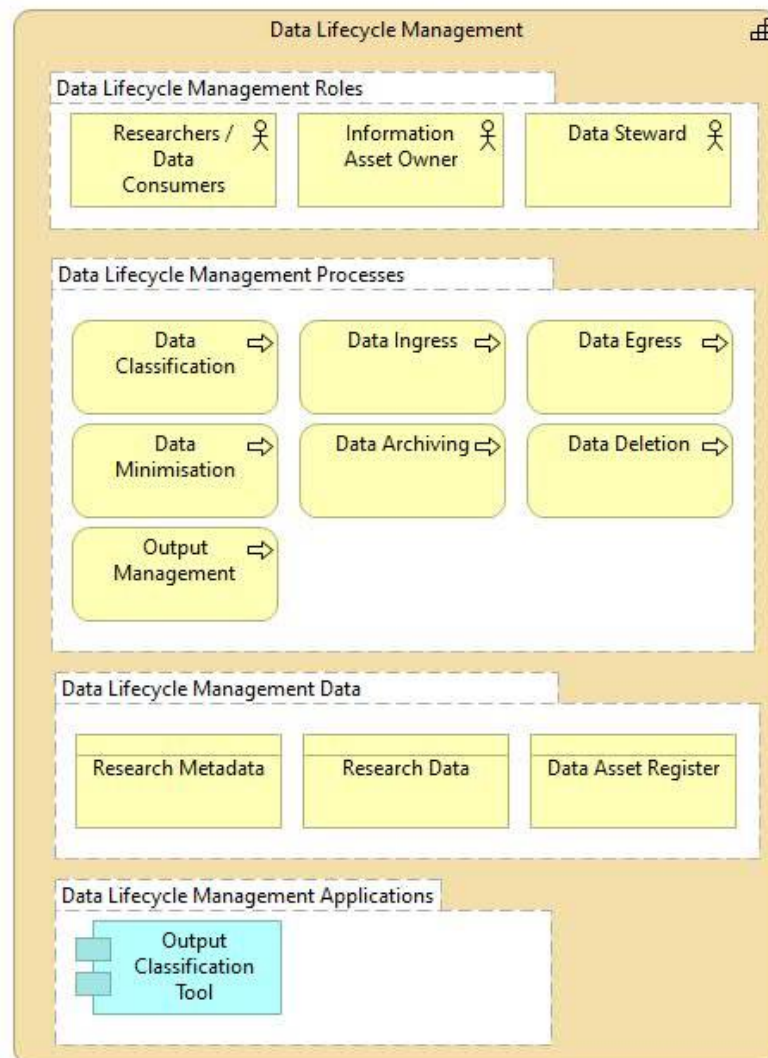 Data Lifecycle Management
Data Lifecycle Management Roles
Researchers /
Data
Consumers
Information
Asset Owner
Data Steward
Data Lifecycle Management Processes
Data
Classification
Data Ingress
Data Egress
Data
Minimisation
Data Archiving
Data Deletion
Output
Management
Data Lifecycle Management Data
Research Metadata
Research Data
Data Asset Register
Data Lifecycle Management Applications
Output
Classification
Tool